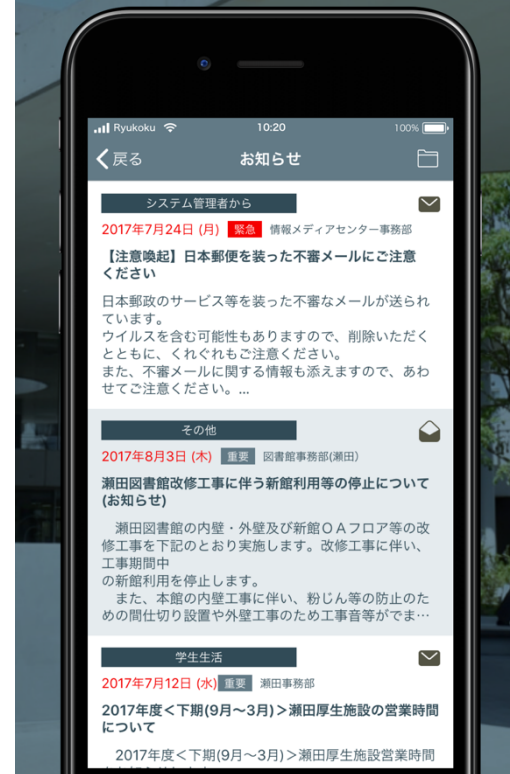 Ryukoku 10:20 100%
戻る お知らせ
システム管理者から
2017年7月24日 (月) 緊急 情報メディアセンター事務部
【注意喚起】日本郵便を装った不審メールにご注意
ください
日本郵政のサービス等を装った不審なメールが送られ
ています。
ウイルスを含む可能性もありますので、削除いただく
とともに、くれぐれもご注意ください。
また、不審メールに関する情報も添えますので、あわ
せてご注意ください。...
その他
2017年8月3日 (木) 重要 図書館事務部(瀬田)
瀬田図書館改修工事に伴う新館利用等の停止について
(お知らせ)
瀬田図書館の内壁・外壁及び新館ＯＡフロア等の改
修工事を下記のとおり実施します。改修工事に伴い、
工事期間中
の新館利用を停止します。
また、本館の内壁工事に伴い、粉じん等の防止のた
めの間仕切り設置や外壁工事のため工事音等がでま…
学生生活
2017年7月12日 (水) 重要 瀬田事務部
2017年度＜下期(9月～3月)＞瀬田厚生施設の営業時間
について
2017年度＜下期(9月～3月)＞瀬田厚生施設営業時間